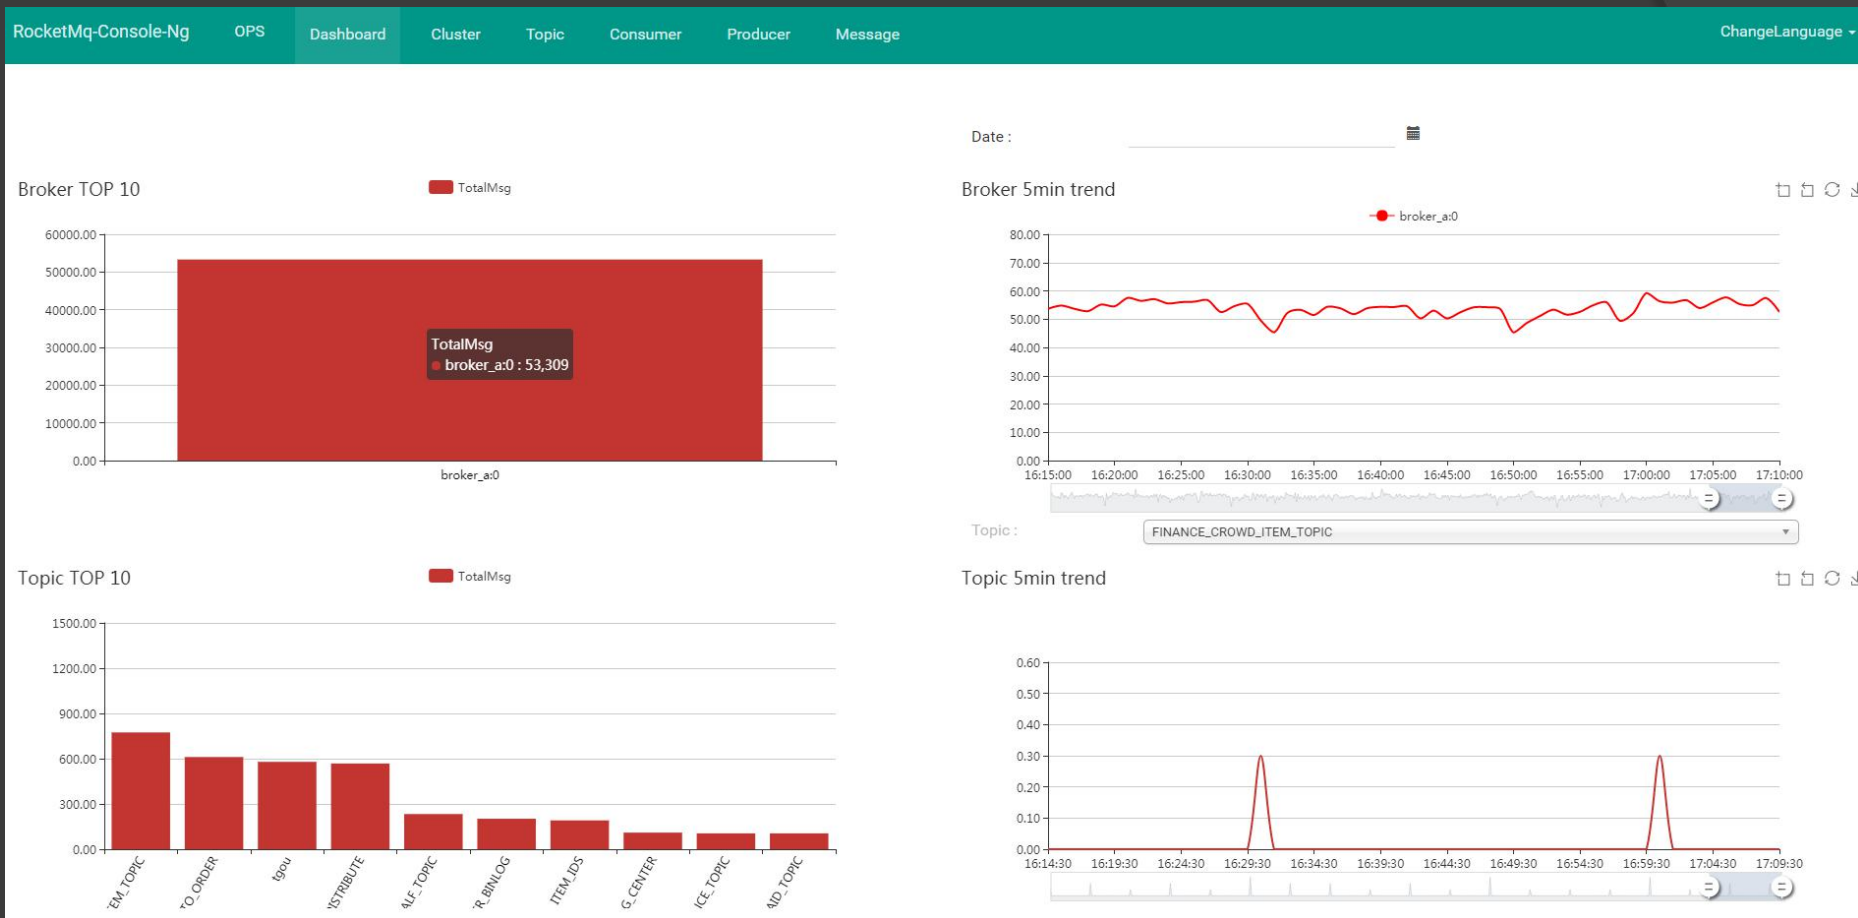 RocketMq-Console-Ng OPS Dashboard Cluster Topic Consumer Producer Message ChangeLanguage
Date :
Broker TOP 10
TotalMsg
60000.00
50000.00
40000.00
30000.00
20000.00
10000.00
0.00
TotalMsg
broker_a:0 : 53,309
broker_a:0
Broker 5min trend
broker_a:0
80.00
70.00
60.00
50.00
40.00
30.00
20.00
10.00
0.00
16:15:00 16:20:00 16:25:00 16:30:00 16:35:00 16:40:00 16:45:00 16:50:00 16:55:00 17:00:00 17:05:00 17:10:00
Topic : FINANCE_CROWD_ITEM_TOPIC
Topic TOP 10
TotalMsg
1500.00
1200.00
900.00
600.00
300.00
0.00
EM_TOPIC TO_ORDER tgou ISTRIBUTE ALF_TOPIC R_BINLOG ITEM_IDS G_CENTER ICE_TOPIC AID_TOPIC
Topic 5min trend
0.60
0.50
0.40
0.30
0.20
0.10
0.00
16:14:30 16:19:30 16:24:30 16:29:30 16:34:30 16:39:30 16:44:30 16:49:30 16:54:30 16:59:30 17:04:30 17:09:30